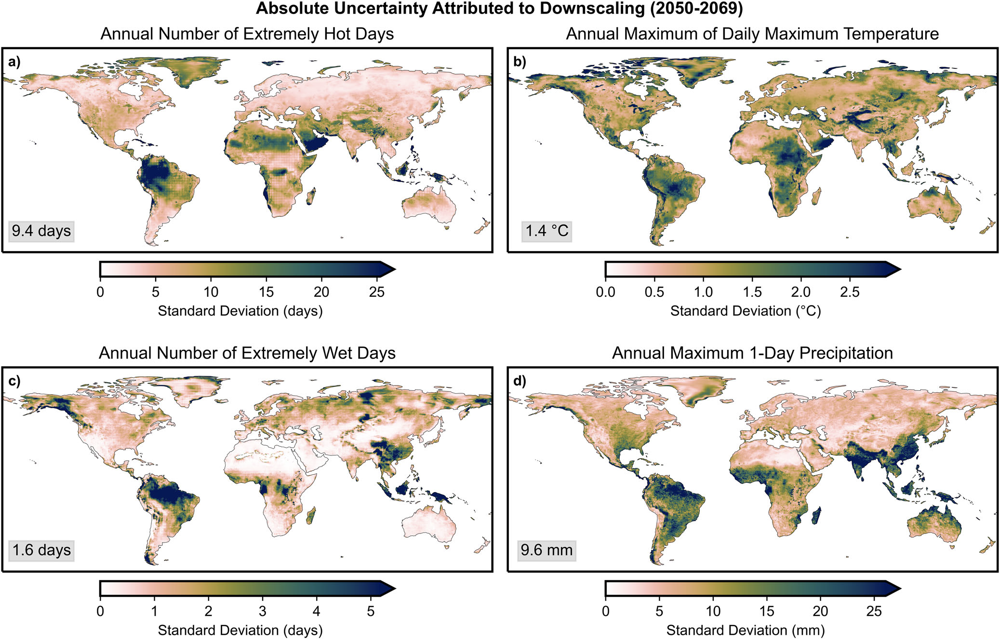 Absolute Uncertainty Attributed to Downscaling (2050-2069)
Annual Number of Extremely Hot Days
a)
9.4 days
0 5 10 15 20 25
Standard Deviation (days)
Annual Maximum of Daily Maximum Temperature
b)
1.4 °C
0.0 0.5 1.0 1.5 2.0 2.5
Standard Deviation (°C)
Annual Number of Extremely Wet Days
c)
1.6 days
0 1 2 3 4 5
Standard Deviation (days)
Annual Maximum 1-Day Precipitation
d)
9.6 mm
0 5 10 15 20 25
Standard Deviation (mm)